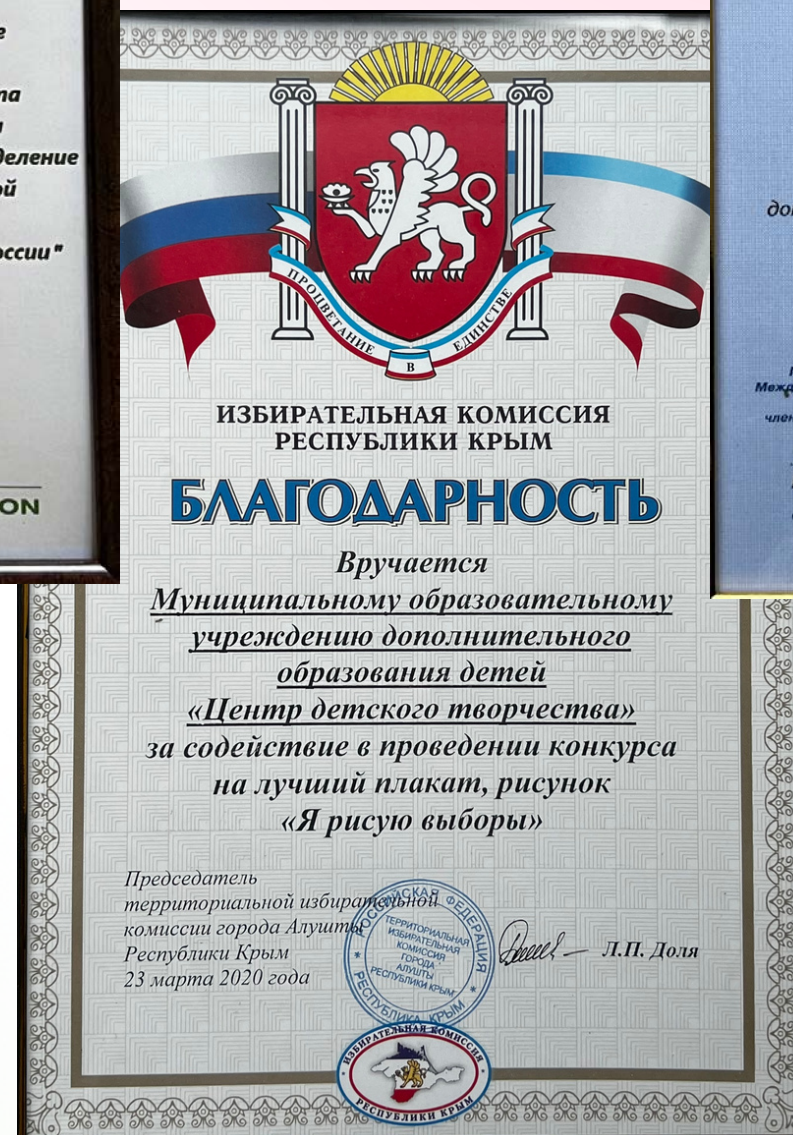 е
та
и
деление
ой
оссии"
ON
ПРОЦВЕТАНИЕ В ЕДИНСТВЕ
ИЗБИРАТЕЛЬНАЯ КОМИССИЯ
РЕСПУБЛИКИ КРЫМ
БЛАГОДАРНОСТЬ
Вручается
Муниципальному образовательному
учреждению дополнительного
образования детей
«Центр детского творчества»
за содействие в проведении конкурса
на лучший плакат, рисунок
«Я рисую выборы»
Председатель
территориальной избирательной
комиссии города Алушты
Республики Крым
23 марта 2020 года
Л.П. Доля
РОССИЙСКАЯ ФЕДЕРАЦИЯ
РЕСПУБЛИКА КРЫМ
ТЕРРИТОРИАЛЬНАЯ
ИЗБИРАТЕЛЬНАЯ
КОМИССИЯ
ГОРОДА
АЛУШТЫ
РЕСПУБЛИКИ КРЫМ
ИЗБИРАТЕЛЬНАЯ КОМИССИЯ
РЕСПУБЛИКИ КРЫМ
до
Межд
член